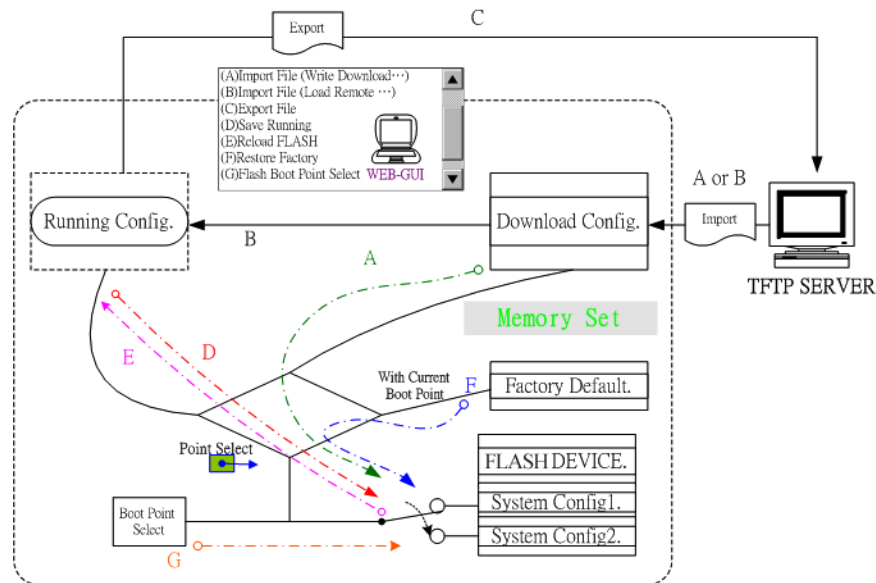 Export
C
(A)Import File (Write Download⋯)
(B)Import File (Load Remote ⋯)
(C)Export File
(D)Save Running
(E)Reload FLASH
(F)Restore Factory
(G)Flash Boot Point Select
WEB-GUI
A or B
Running Config.
Download Config.
Import
B
A
TFTP SERVER
Memory Set
D
E
With Current
Boot Point
F
Factory Default.
Point Select
FLASH DEVICE.
System Config1.
Boot Point
Select
System Config2.
G